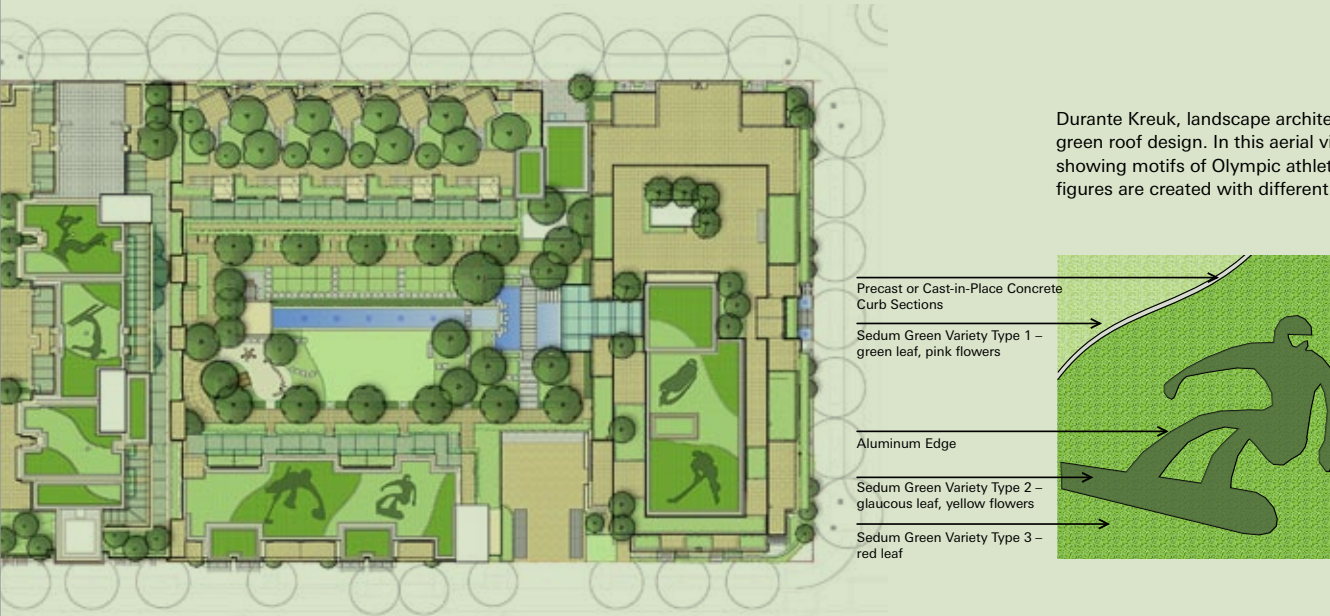 Durante Kreuk, landscape archite
green roof design. In this aerial vi
showing motifs of Olympic athlet
figures are created with different
Precast or Cast-in-Place Concrete
Curb Sections
Sedum Green Variety Type 1 –
green leaf, pink flowers
Aluminum Edge
Sedum Green Variety Type 2 –
glaucous leaf, yellow flowers
Sedum Green Variety Type 3 –
red leaf